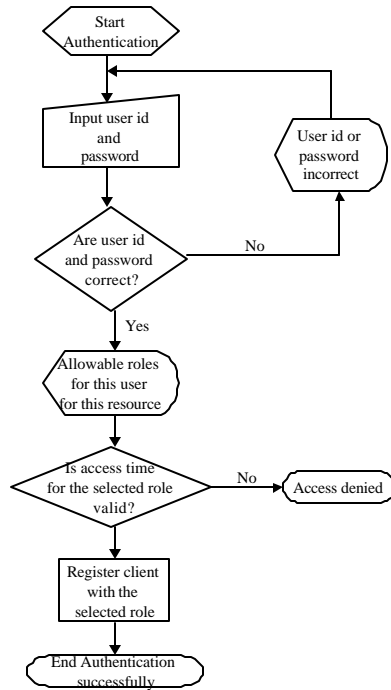 Start
Authentication
Input user id
and
password
User id or
password
incorrect
Are user id
and password
correct?
No
Yes
Allowable roles
for this user
for this resource
Is access time
for the selected role
valid?
No
Access denied
Register client
with the
selected role
End Authentication
successfully